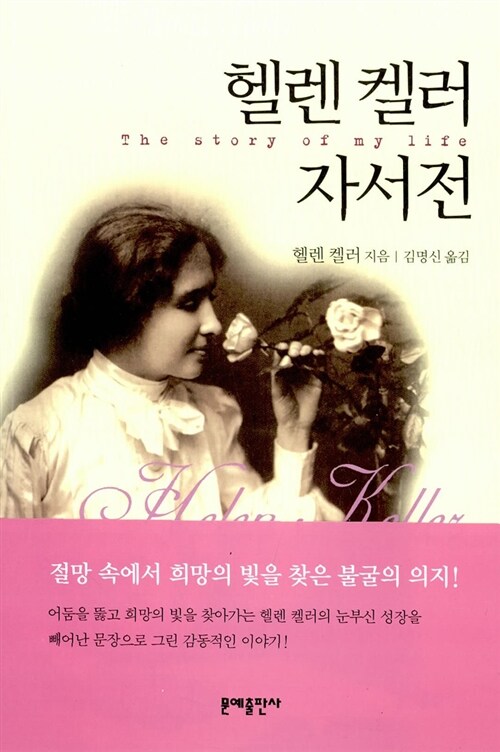 헬렌 켈러
The story of my life
자서전
헬렌 켈러 지음 | 김명신 옮김
Helen Keller
절망 속에서 희망의 빛을 찾은 불굴의 의지!
어둠을 뚫고 희망의 빛을 찾아가는 헬렌 켈러의 눈부신 성장을
빼어난 문장으로 그린 감동적인 이야기!
문예출판사